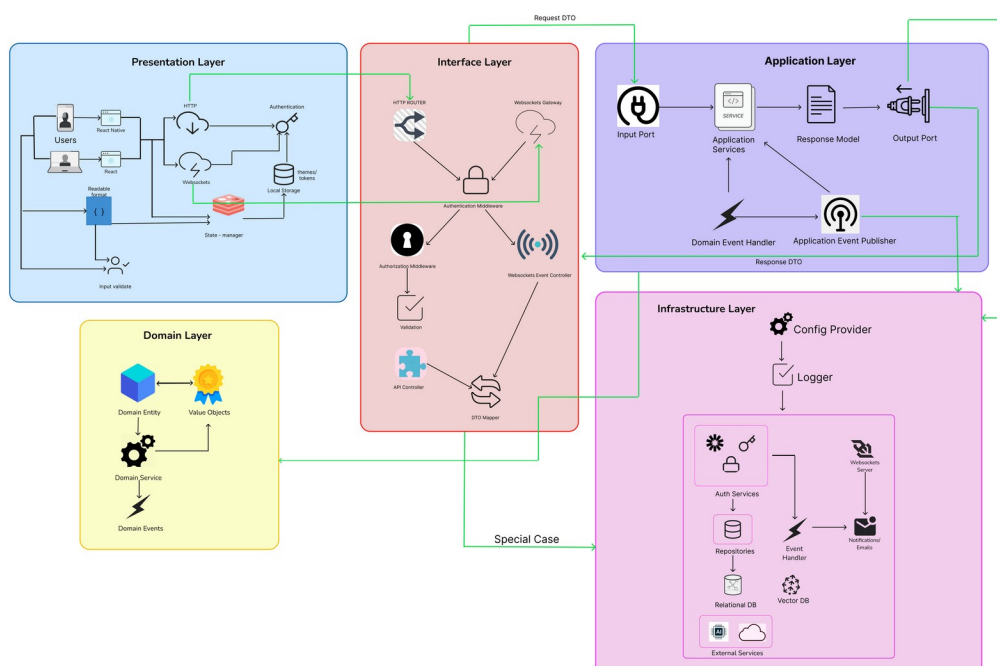 Request DTO
Presentation Layer
HTTP
Authentication
React Native
Users
React
Websockets
themes/
tokens
Local Storage
Readable
format
{ }
State - manager
Input validate
Interface Layer
HTTP ROUTER
Websockets Gateway
Authentication Middleware
Authorization Middleware
Websockets Event Controller
Validation
API Controller
DTO Mapper
Application Layer
</>
SERVICE
Input Port
Application
Services
Response Model
Output Port
Domain Event Handler
Application Event Publisher
Response DTO
Domain Layer
Domain Entity
Value Objects
Domain Service
Domain Events
Special Case
Infrastructure Layer
Config Provider
Logger
Auth Services
Websockets
Server
Repositories
Event
Handler
Notifications/
Emails
Relational DB
Vector DB
AI
External Services